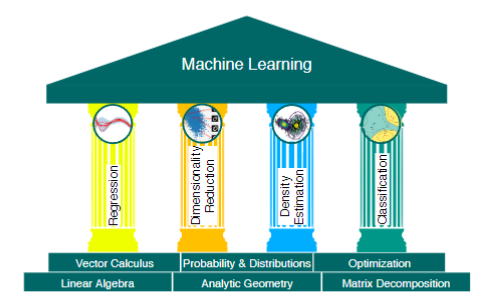 Machine Learning
Regression
Dimensionality
Reduction
Density
Estimation
Classification
Vector Calculus
Probability & Distributions
Optimization
Linear Algebra
Analytic Geometry
Matrix Decomposition